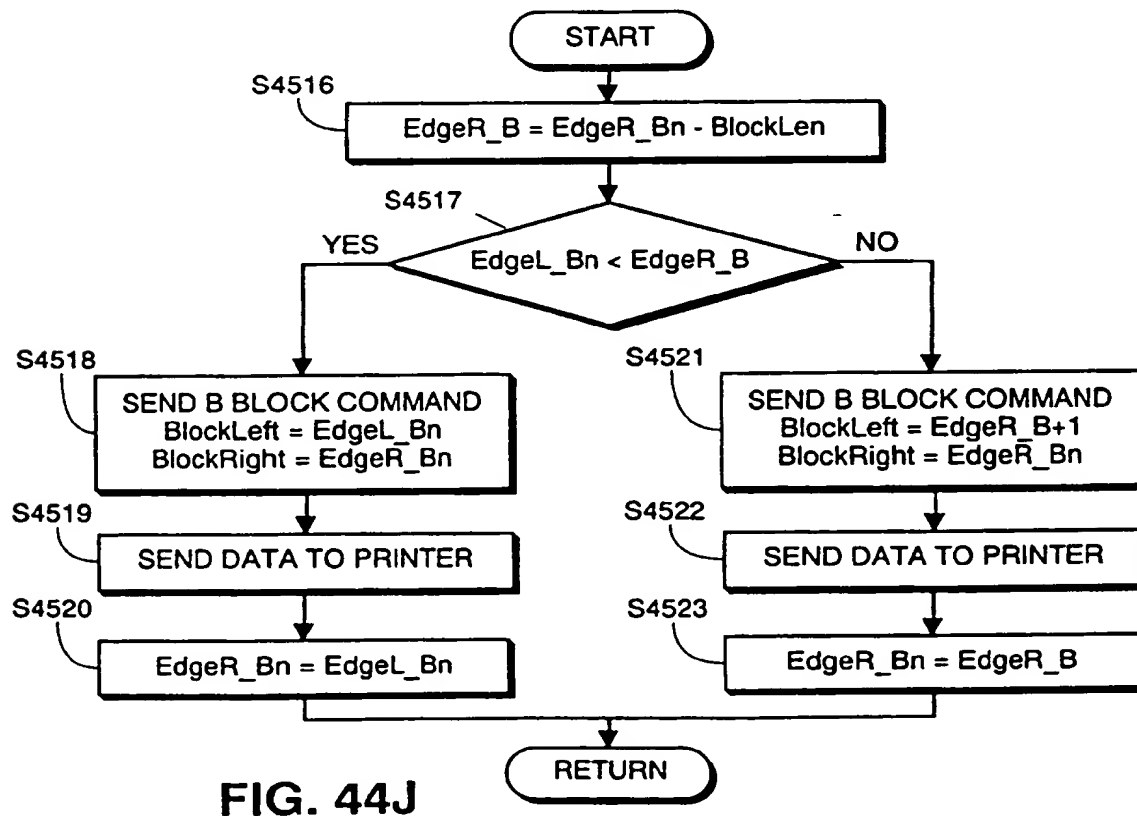 START
S4516
EdgeR_B = EdgeR_Bn - BlockLen
S4517
YES
EdgeL_Bn < EdgeR_B
NO
S4518
SEND B BLOCK COMMAND
BlockLeft = EdgeL_Bn
BlockRight = EdgeR_Bn
S4521
SEND B BLOCK COMMAND
BlockLeft = EdgeR_B+1
BlockRight = EdgeR_Bn
S4519
SEND DATA TO PRINTER
S4522
SEND DATA TO PRINTER
S4520
EdgeR_Bn = EdgeL_Bn
S4523
EdgeR_Bn = EdgeR_B
RETURN
FIG. 44J